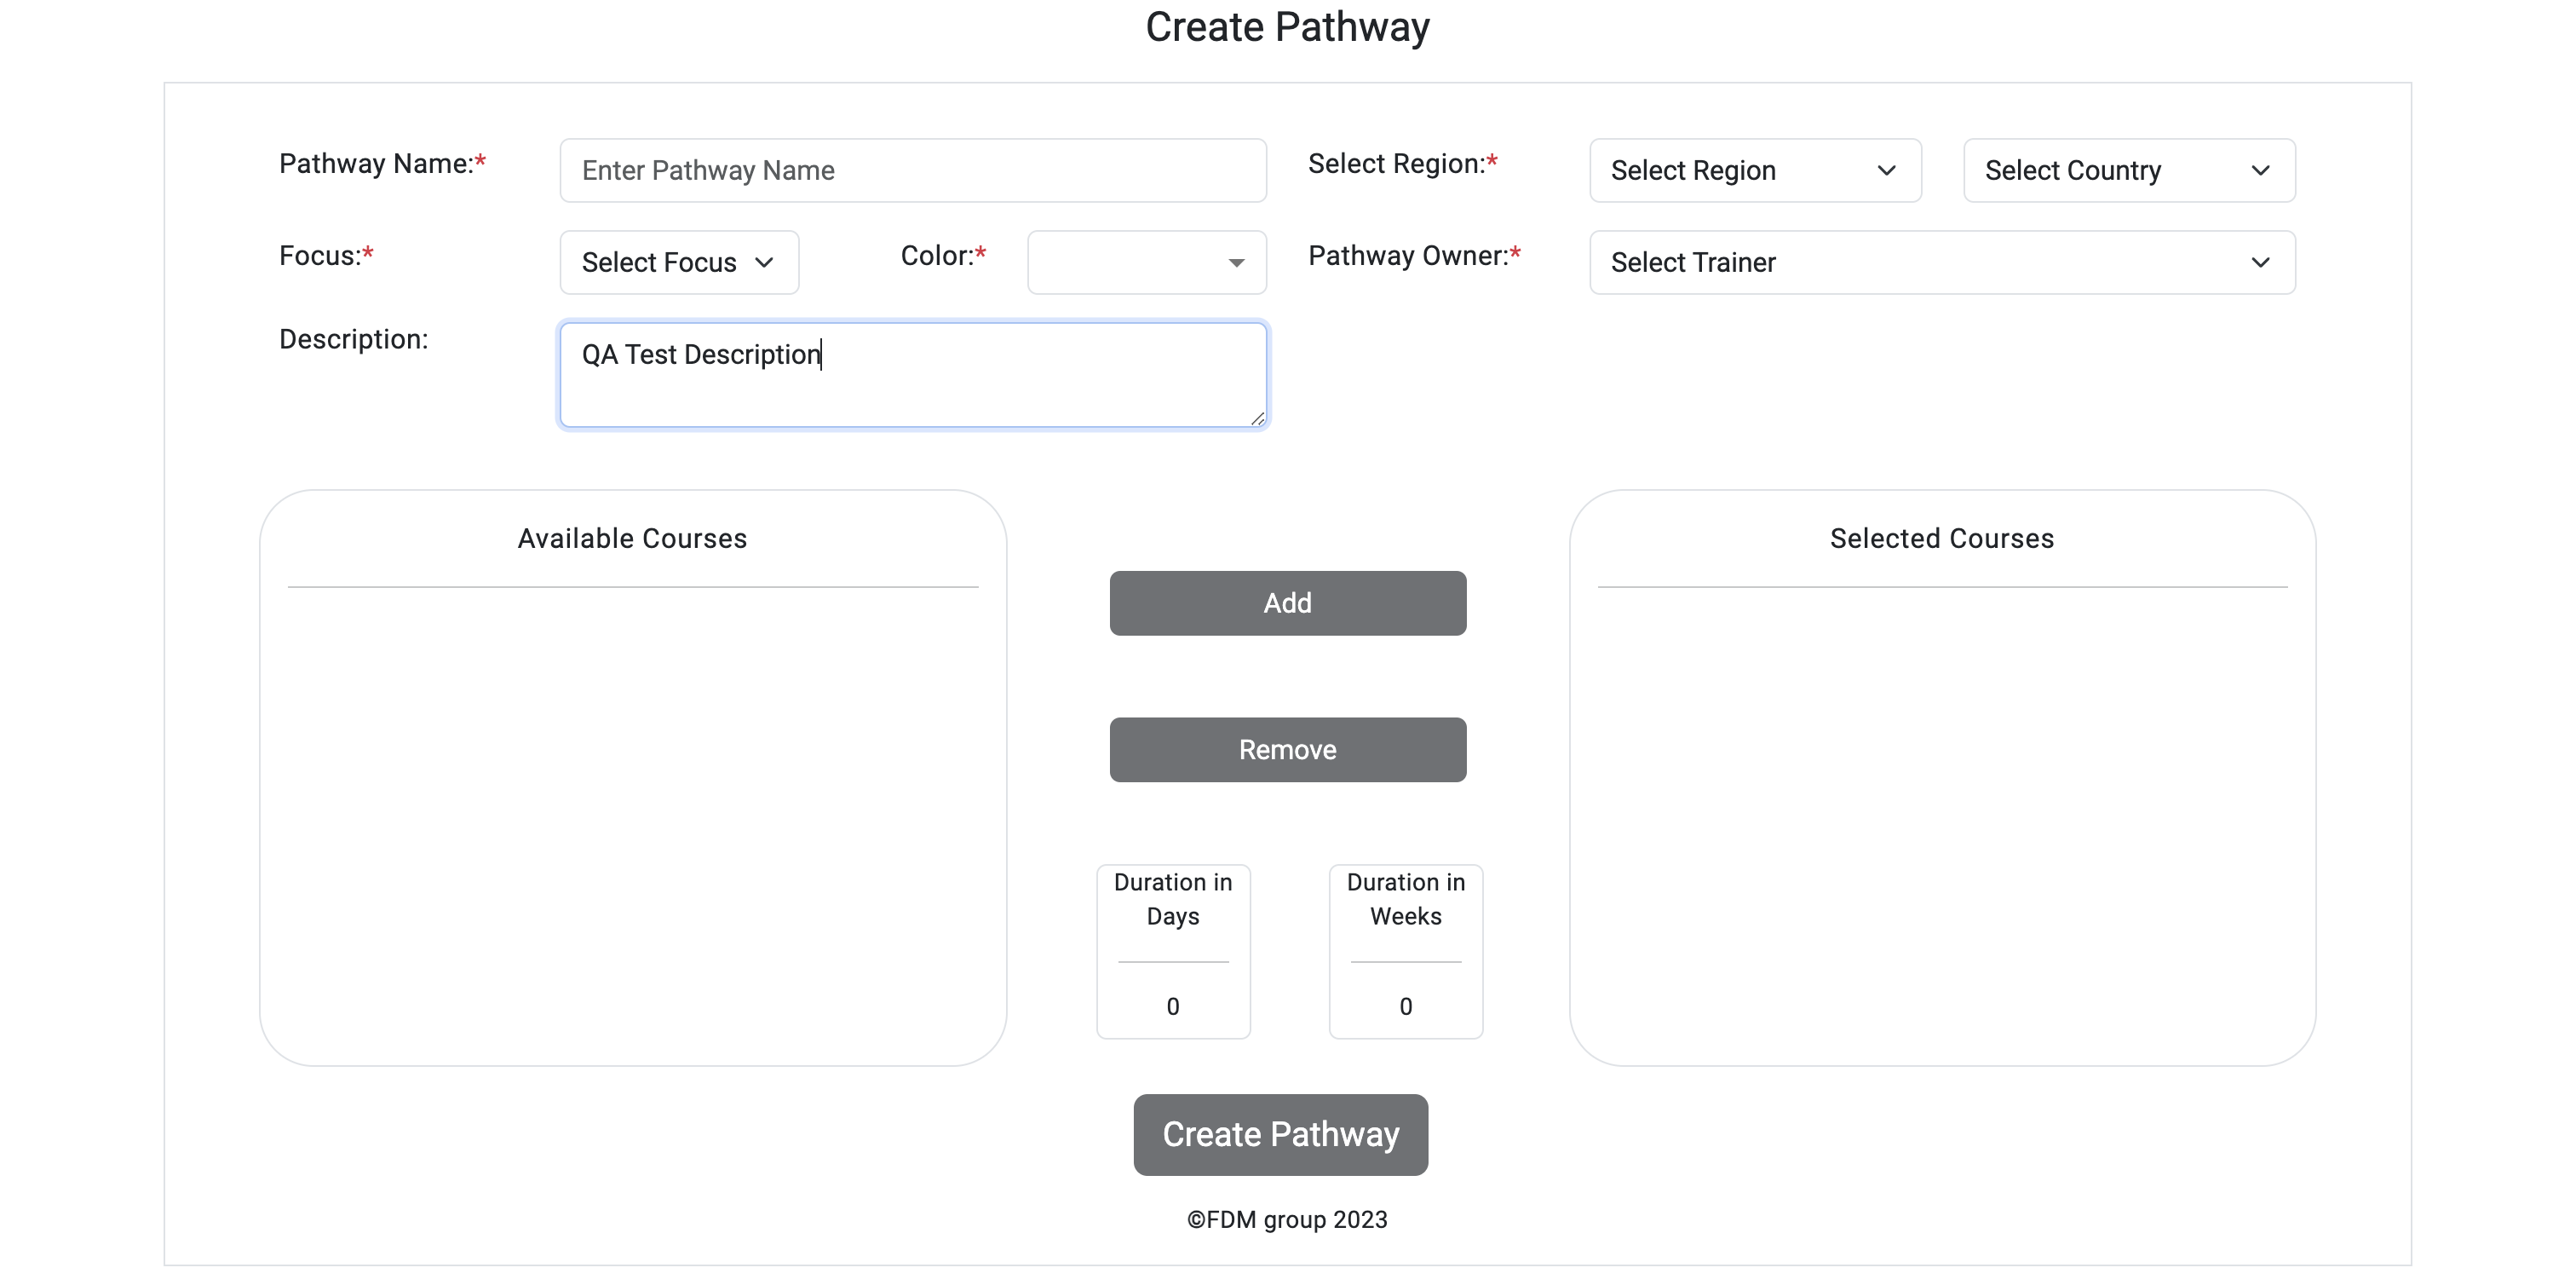 Create Pathway
Pathway Name:* Enter Pathway Name Select Region:* Select Region Select Country
Focus:* Select Focus Color:* Pathway Owner:* Select Trainer
Description: QA Test Description
Available Courses
Selected Courses
Add
Remove
Duration in
Days
0
Duration in
Weeks
0
Create Pathway
©FDM group 2023